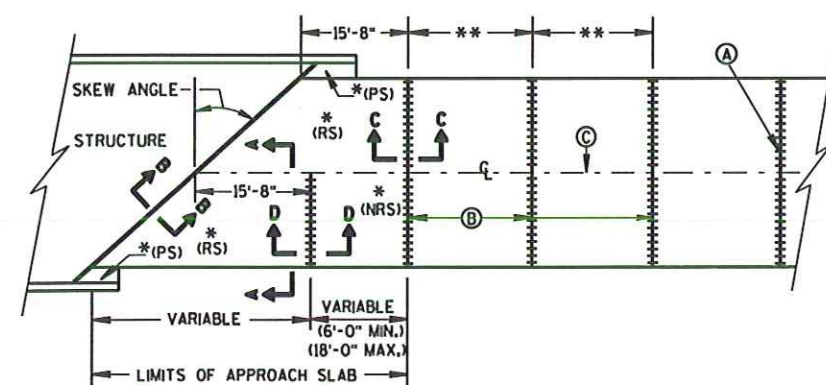 15'-8" ** **
A
SKEW ANGLE
*(PS)
* (RS)
C C
C
STRUCTURE
A
B
℄
15'-8"
* (NRS)
B
B
D D
* (RS)
*(PS)
A
VARIABLE
VARIABLE
(6'-0" MIN.)
(18'-0" MAX.)
LIMITS OF APPROACH SLAB